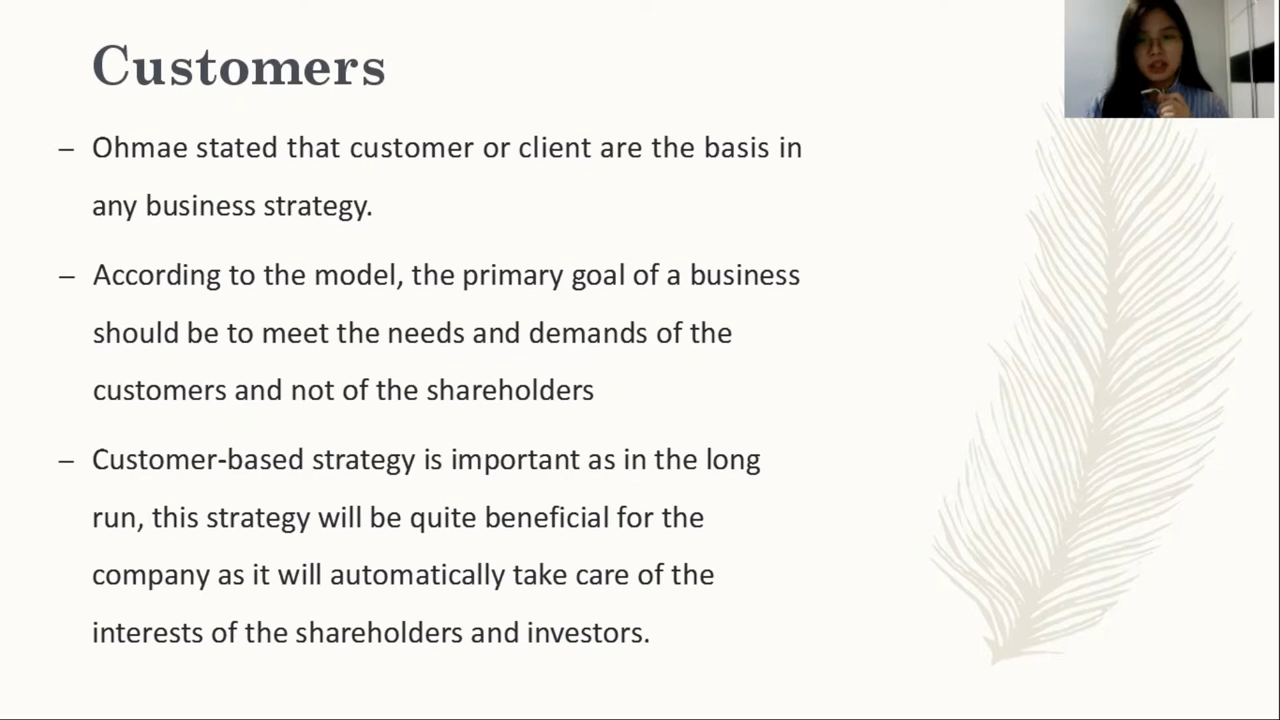 Customers
– Ohmae stated that customer or client are the basis in
any business strategy.
– According to the model, the primary goal of a business
should be to meet the needs and demands of the
customers and not of the shareholders
– Customer-based strategy is important as in the long
run, this strategy will be quite beneficial for the
company as it will automatically take care of the
interests of the shareholders and investors.